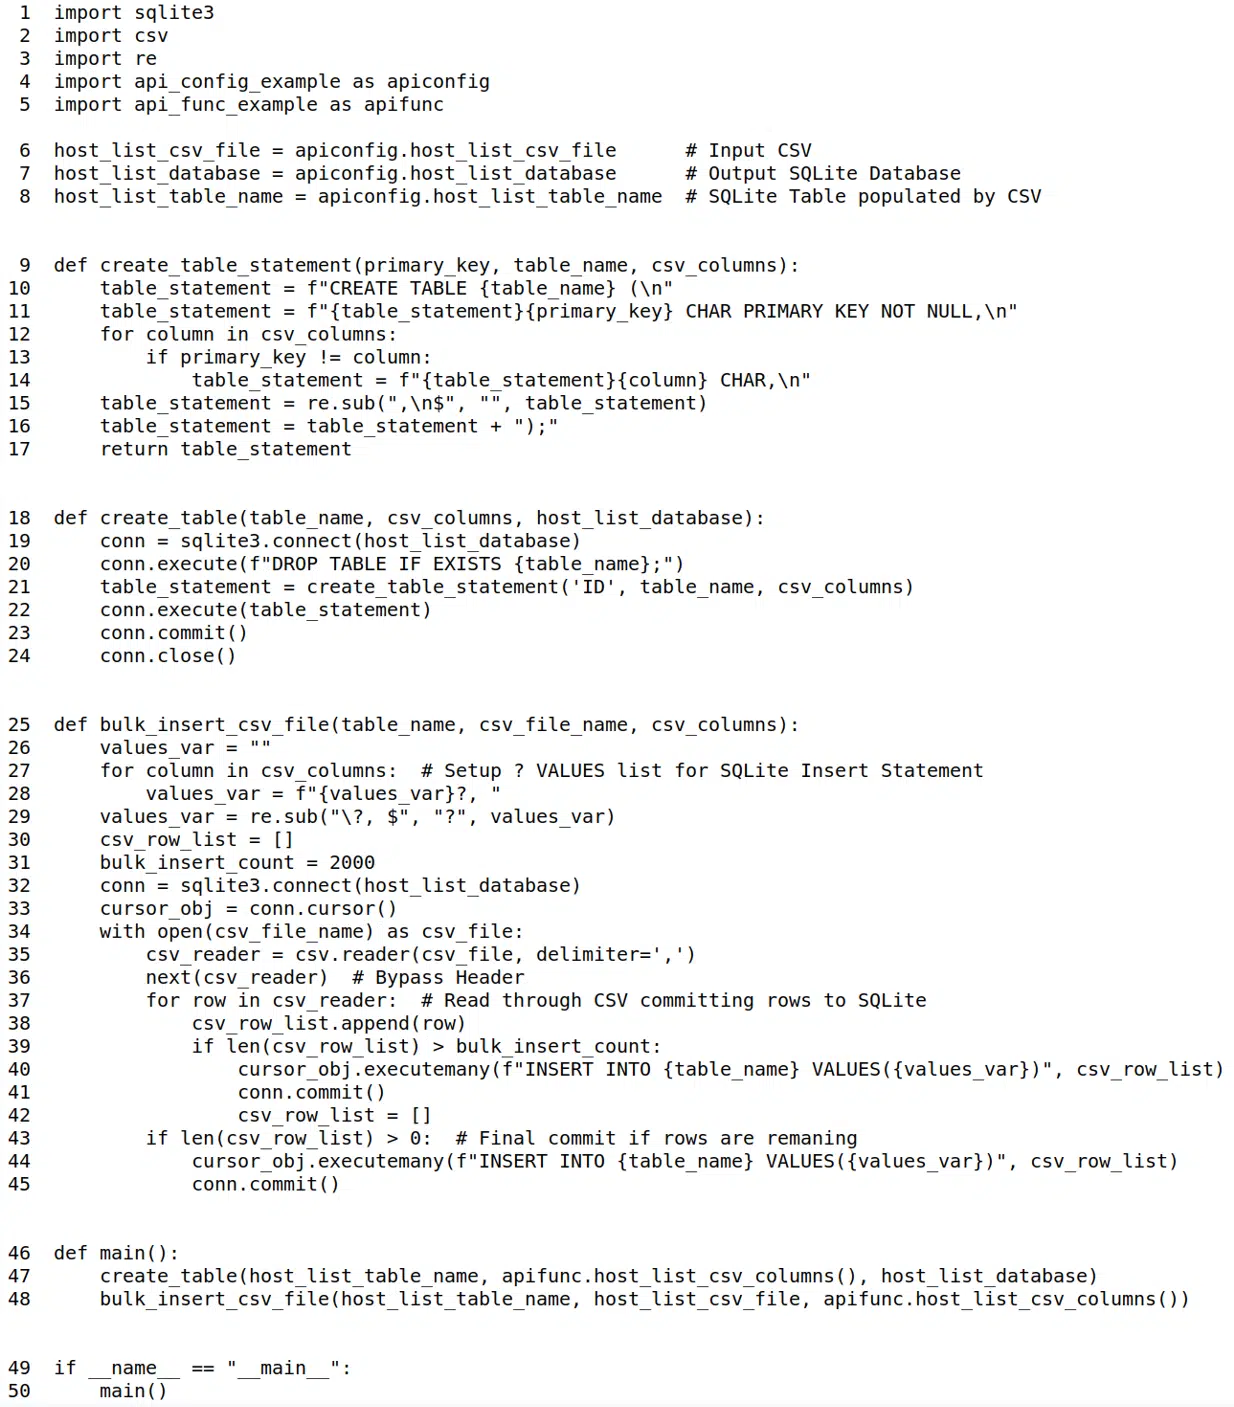 1  import sqlite3
2  import csv
3  import re
4  import api_config_example as apiconfig
5  import api_func_example as apifunc
6  host_list_csv_file = apiconfig.host_list_csv_file      # Input CSV
7  host_list_database = apiconfig.host_list_database      # Output SQLite Database
8  host_list_table_name = apiconfig.host_list_table_name  # SQLite Table populated by CSV
9  def create_table_statement(primary_key, table_name, csv_columns):
10      table_statement = f"CREATE TABLE {table_name} (\n"
11      table_statement = f"{table_statement}{primary_key} CHAR PRIMARY KEY NOT NULL,\n"
12      for column in csv_columns:
13          if primary_key != column:
14              table_statement = f"{table_statement}{column} CHAR,\n"
15      table_statement = re.sub(",\n$", "", table_statement)
16      table_statement = table_statement + ");"
17      return table_statement
18  def create_table(table_name, csv_columns, host_list_database):
19      conn = sqlite3.connect(host_list_database)
20      conn.execute(f"DROP TABLE IF EXISTS {table_name};")
21      table_statement = create_table_statement('ID', table_name, csv_columns)
22      conn.execute(table_statement)
23      conn.commit()
24      conn.close()
25  def bulk_insert_csv_file(table_name, csv_file_name, csv_columns):
26      values_var = ""
27      for column in csv_columns:  # Setup ? VALUES list for SQLite Insert Statement
28          values_var = f"{values_var}?, "
29      values_var = re.sub("\?, $", "?", values_var)
30      csv_row_list = []
31      bulk_insert_count = 2000
32      conn = sqlite3.connect(host_list_database)
33      cursor_obj = conn.cursor()
34      with open(csv_file_name) as csv_file:
35          csv_reader = csv.reader(csv_file, delimiter=',')
36          next(csv_reader)  # Bypass Header
37          for row in csv_reader:  # Read through CSV committing rows to SQLite
38              csv_row_list.append(row)
39              if len(csv_row_list) > bulk_insert_count:
40                  cursor_obj.executemany(f"INSERT INTO {table_name} VALUES({values_var})", csv_row_list)
41                  conn.commit()
42                  csv_row_list = []
43          if len(csv_row_list) > 0:  # Final commit if rows are remaning
44              cursor_obj.executemany(f"INSERT INTO {table_name} VALUES({values_var})", csv_row_list)
45              conn.commit()
46  def main():
47      create_table(host_list_table_name, apifunc.host_list_csv_columns(), host_list_database)
48      bulk_insert_csv_file(host_list_table_name, host_list_csv_file, apifunc.host_list_csv_columns())
49  if __name__ == "__main__":
50      main()